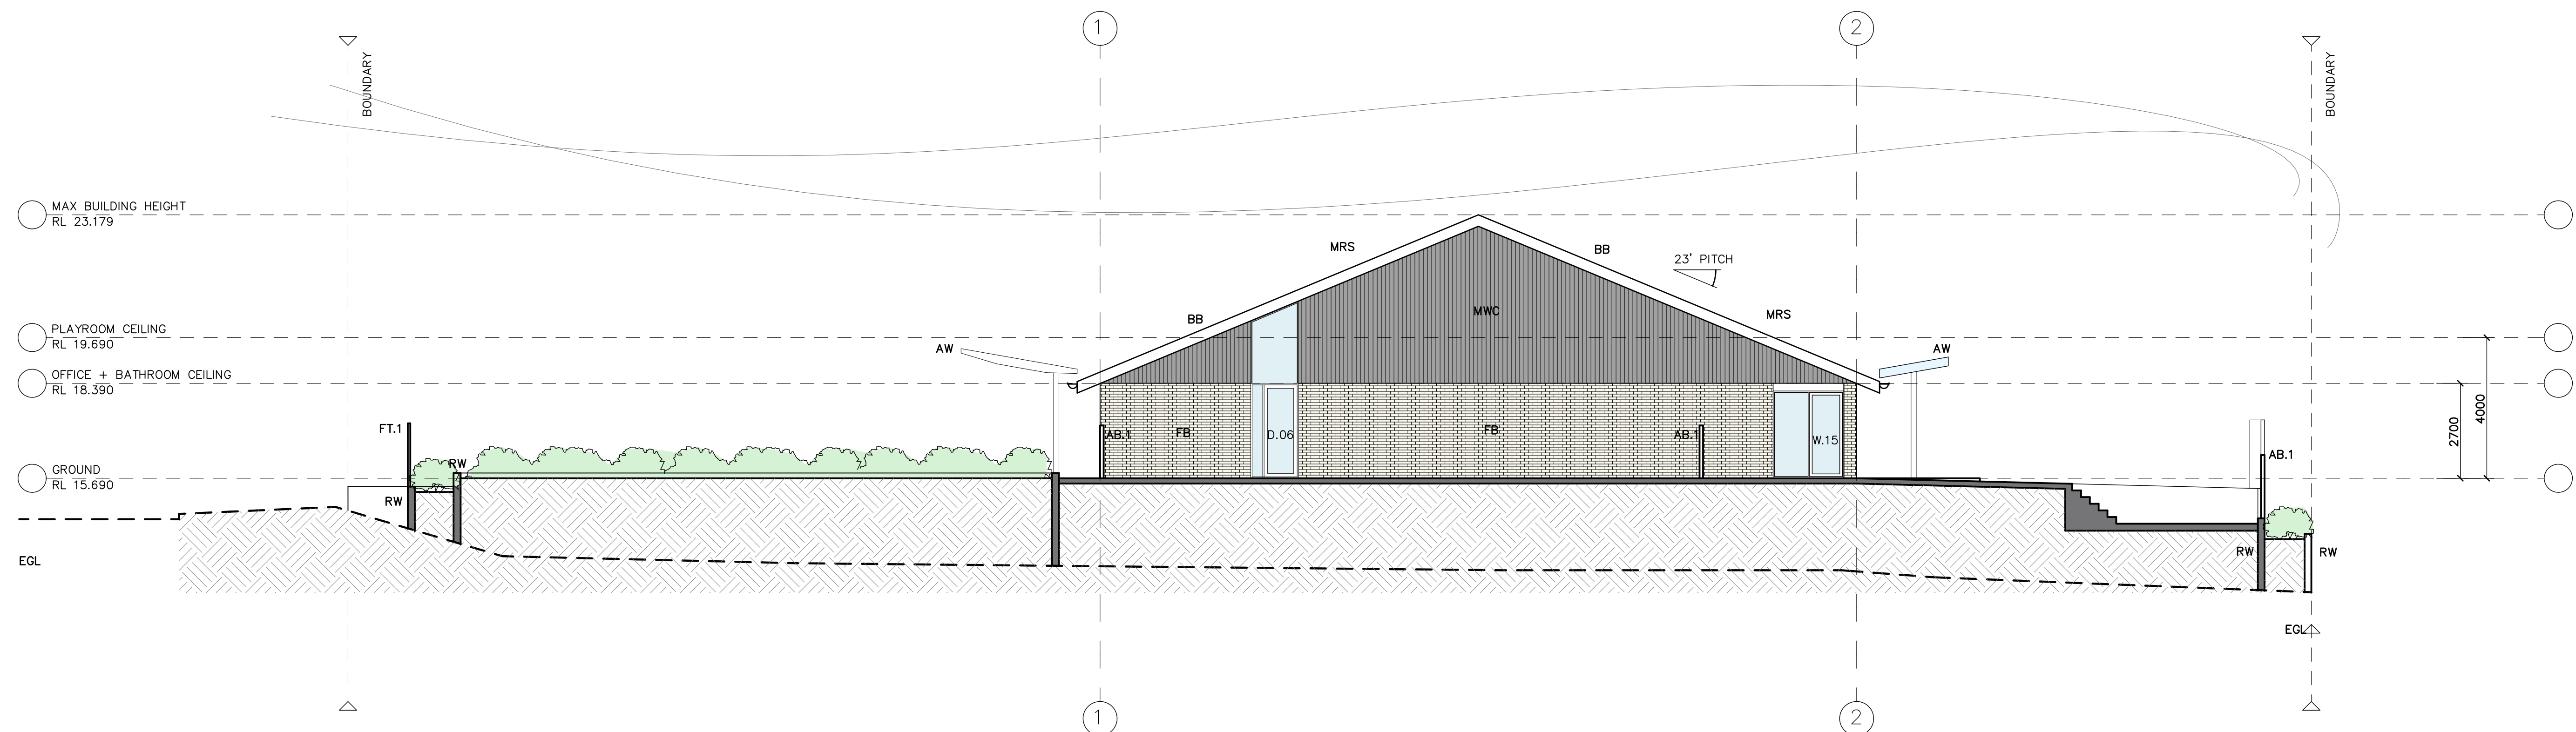 1
2
BOUNDARY
BOUNDARY
MAX BUILDING HEIGHT
RL 23.179
MRS
BB
23' PITCH
MWC
BB
MRS
PLAYROOM CEILING
RL 19.690
AW
AW
OFFICE + BATHROOM CEILING
RL 18.390
2700
4000
FT.1
AB.1
FB
D.06
FB
AB.1
W.15
AB.1
GROUND
RL 15.690
RW
RW
RW
RW
EGL
EGL
1
2